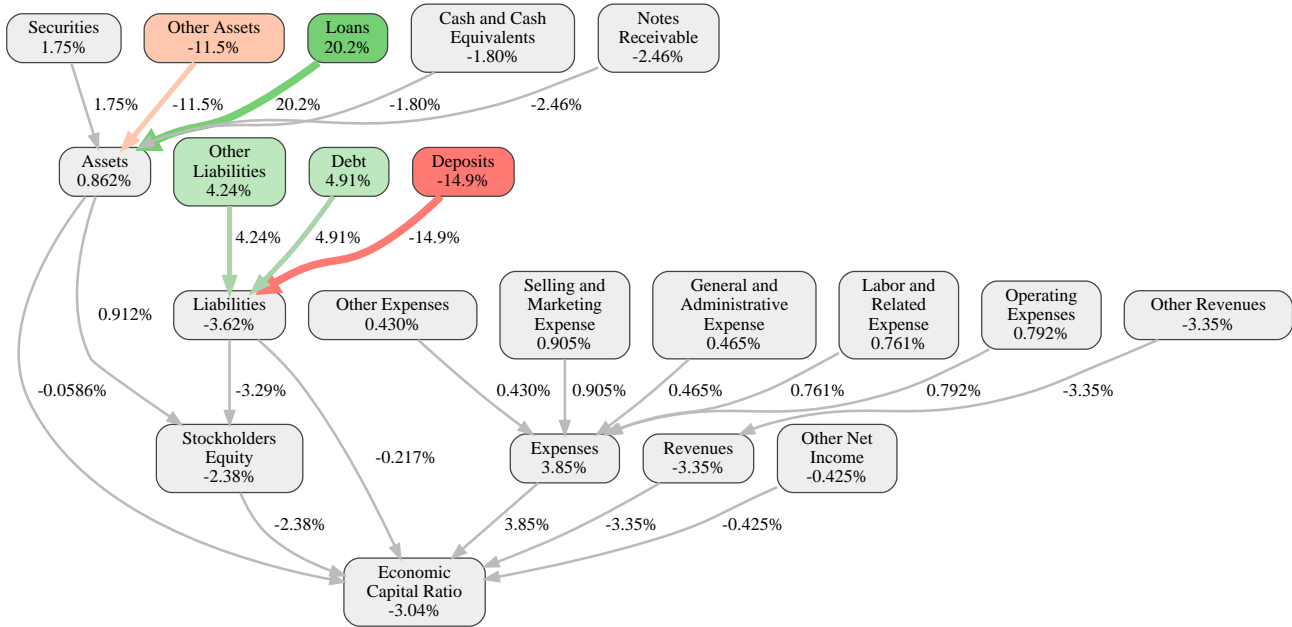 Securities
1.75%
Other Assets
-11.5%
Loans
20.2%
Cash and Cash
Equivalents
-1.80%
Notes
Receivable
-2.46%
1.75%
-11.5%
20.2%
-1.80%
-2.46%
Assets
0.862%
Other
Liabilities
4.24%
Debt
4.91%
Deposits
-14.9%
4.24%
4.91%
-14.9%
Liabilities
-3.62%
Other Expenses
0.430%
Selling and
Marketing
Expense
0.905%
General and
Administrative
Expense
0.465%
Labor and
Related
Expense
0.761%
Operating
Expenses
0.792%
Other Revenues
-3.35%
0.912%
-0.0586%
-3.29%
0.430%
0.905%
0.465%
0.761%
0.792%
-3.35%
Stockholders
Equity
-2.38%
-0.217%
Expenses
3.85%
Revenues
-3.35%
Other Net
Income
-0.425%
-2.38%
3.85%
-3.35%
-0.425%
Economic
Capital Ratio
-3.04%